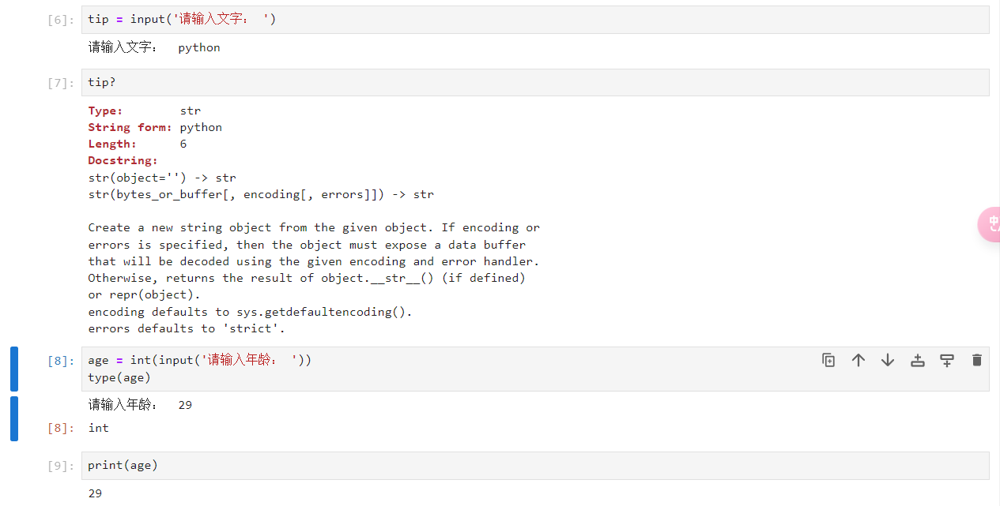 [6]: tip = input('请输入文字： ')
请输入文字： python
[7]: tip?
Type: str
String form: python
Length: 6
Docstring:
str(object='') -> str
str(bytes_or_buffer[, encoding[, errors]]) -> str
Create a new string object from the given object. If encoding or
errors is specified, then the object must expose a data buffer
that will be decoded using the given encoding and error handler.
Otherwise, returns the result of object.__str__() (if defined)
or repr(object).
encoding defaults to sys.getdefaultencoding().
errors defaults to 'strict'.
[8]: age = int(input('请输入年龄： '))
type(age)
请输入年龄： 29
[8]: int
[9]: print(age)
29